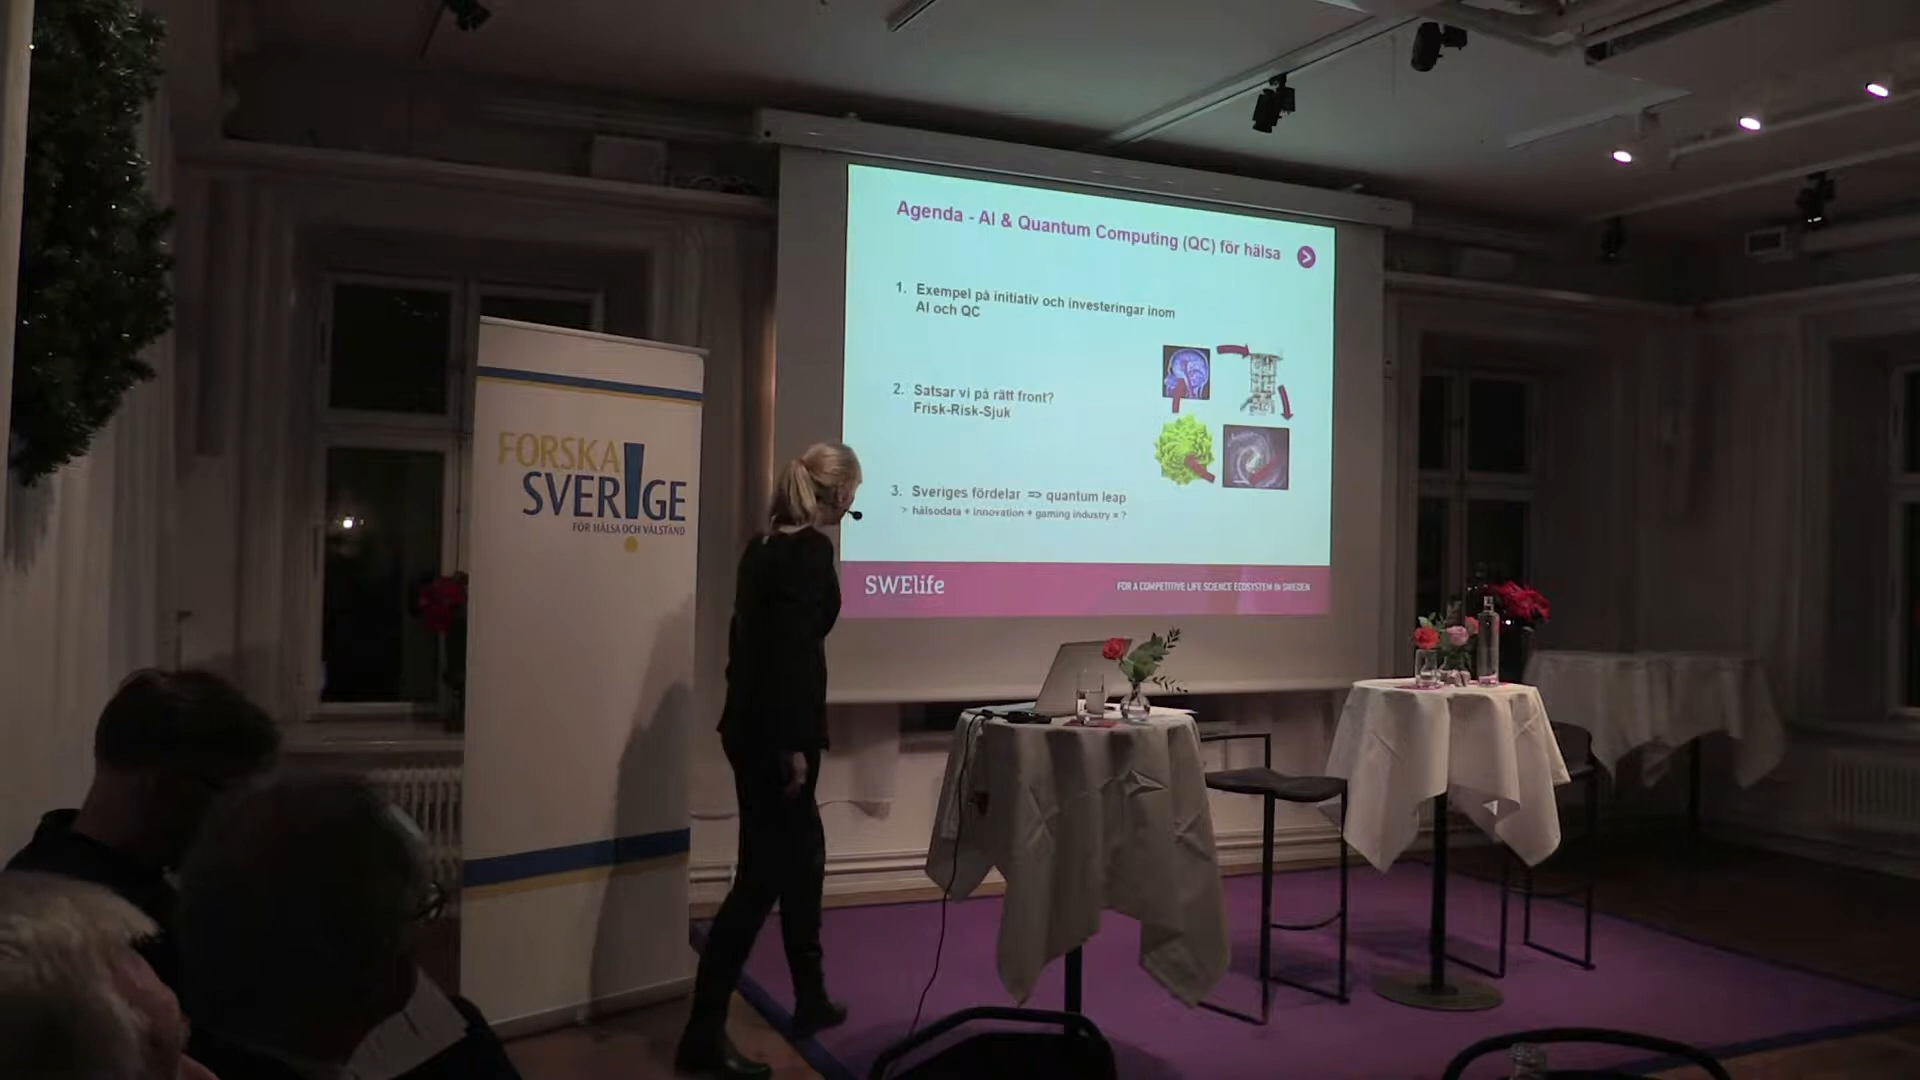 FORSKA!
SVERIGE
FÖR HÄLSA OCH VÄLSTÅND
Agenda - AI & Quantum Computing (QC) för hälsa
1. Exempel på initiativ och investeringar inom
AI och QC
2. Satsar vi på rätt front?
Frisk-Risk-Sjuk
3. Sveriges fördelar => quantum leap
> hälsodata + innovation + gaming industry = ?
SWElife
FOR A COMPETITIVE LIFE SCIENCE ECOSYSTEM IN SWEDEN